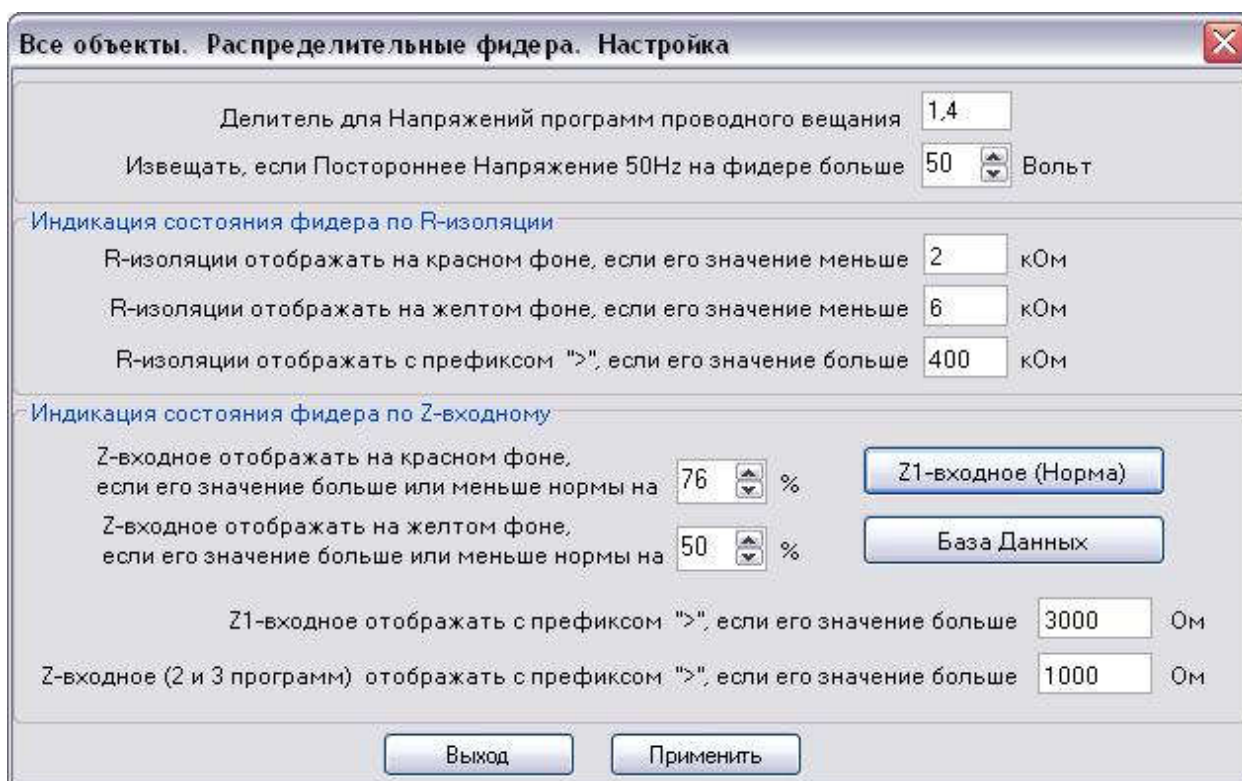 Все объекты. Распределительные фидера. Настройка
Делитель для Напряжений программ проводного вещания 1,4
Извещать, если Постороннее Напряжение 50Hz на фидере больше 50 Вольт
Индикация состояния фидера по R-изоляции
R-изоляции отображать на красном фоне, если его значение меньше 2 кОм
R-изоляции отображать на желтом фоне, если его значение меньше 6 кОм
R-изоляции отображать с префиксом ">", если его значение больше 400 кОм
Индикация состояния фидера по Z-входному
Z-входное отображать на красном фоне,
если его значение больше или меньше нормы на 76 %
Z1-входное (Норма)
Z-входное отображать на желтом фоне,
если его значение больше или меньше нормы на 50 %
База Данных
Z1-входное отображать с префиксом ">", если его значение больше 3000 Ом
Z-входное (2 и 3 программ) отображать с префиксом ">", если его значение больше 1000 Ом
Выход Применить